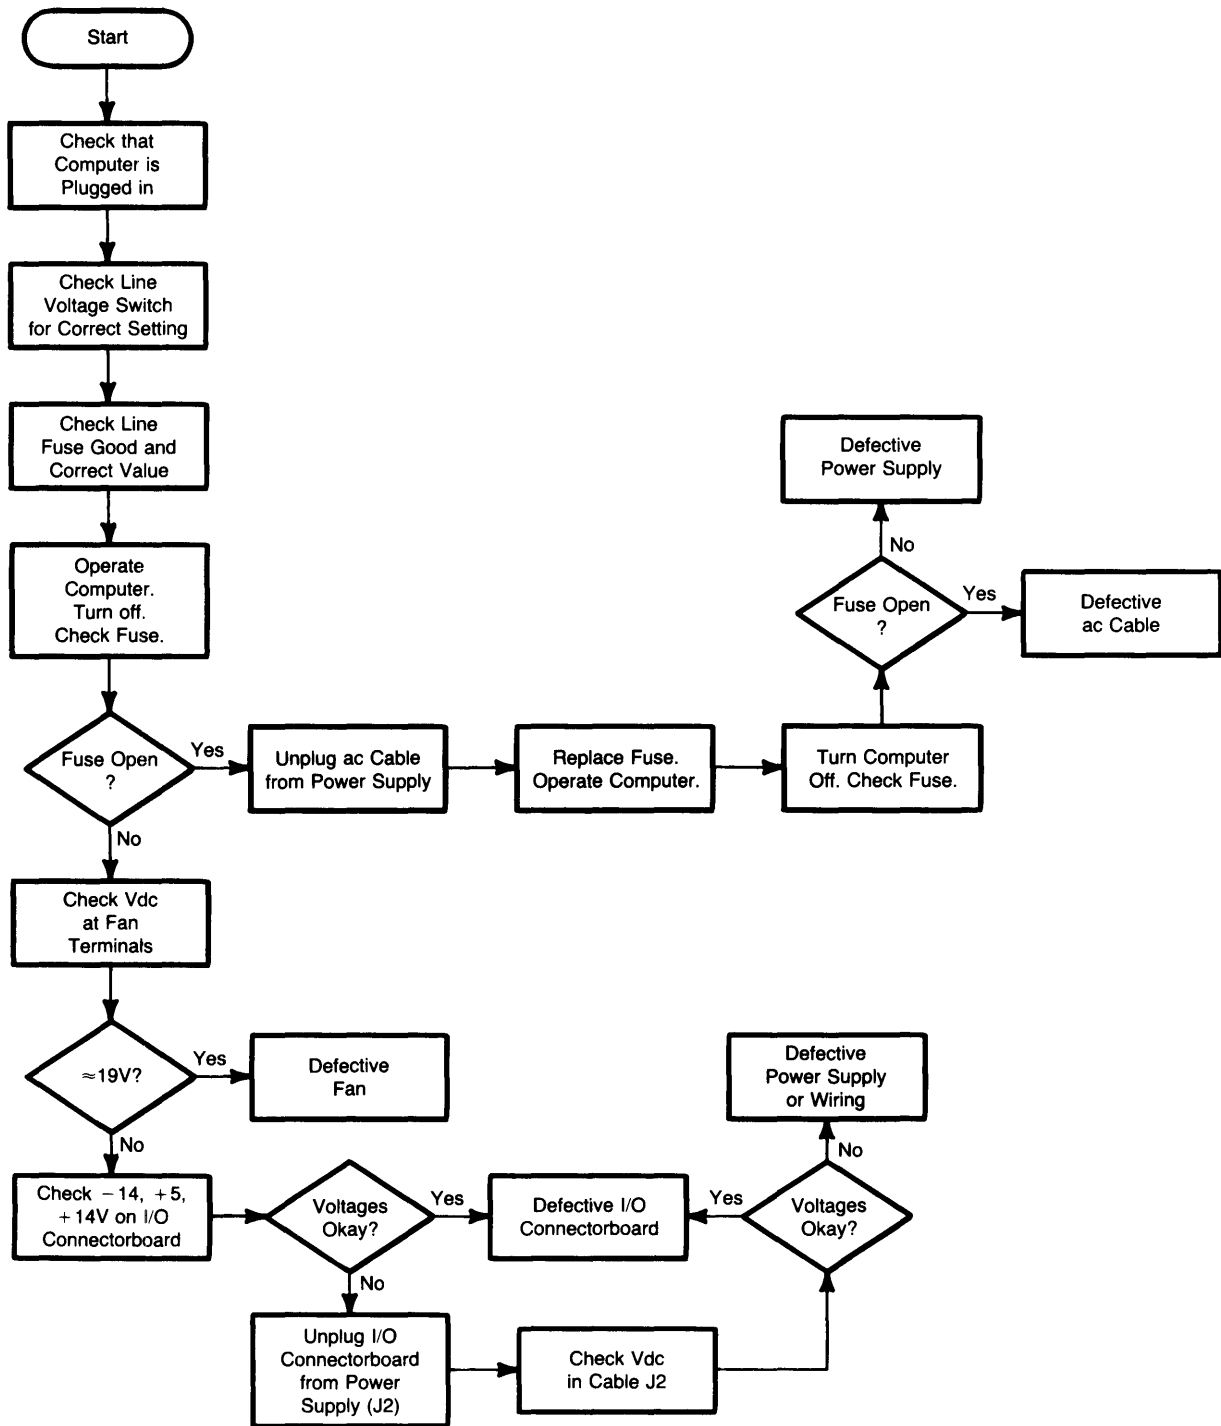 Start
Check that
Computer is
Plugged in
Check Line
Voltage Switch
for Correct Setting
Check Line
Fuse Good and
Correct Value
Operate
Computer.
Turn off.
Check Fuse.
Fuse Open
?
Yes
No
Unplug ac Cable
from Power Supply
Replace Fuse.
Operate Computer.
Turn Computer
Off. Check Fuse.
Fuse Open
?
No
Yes
Defective
Power Supply
Defective
ac Cable
Check Vdc
at Fan
Terminals
≈19V?
Yes
No
Defective
Fan
Check −14, +5,
+14V on I/O
Connectorboard
Voltages
Okay?
Yes
No
Defective I/O
Connectorboard
Unplug I/O
Connectorboard
from Power
Supply (J2)
Check Vdc
in Cable J2
Voltages
Okay?
Yes
No
Defective
Power Supply
or Wiring